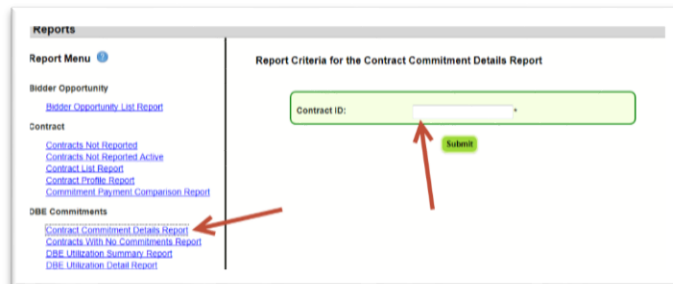 Reports
Report Menu
Bidder Opportunity
Bidder Opportunity List Report
Contract
Contracts Not Reported
Contracts Not Reported Active
Contract List Report
Contract Profile Report
Commitment Payment Comparison Report
DBE Commitments
Contract Commitment Details Report
Contracts With No Commitments Report
DBE Utilization Summary Report
DBE Utilization Detail Report
Report Criteria for the Contract Commitment Details Report
Contract ID: *
Submit